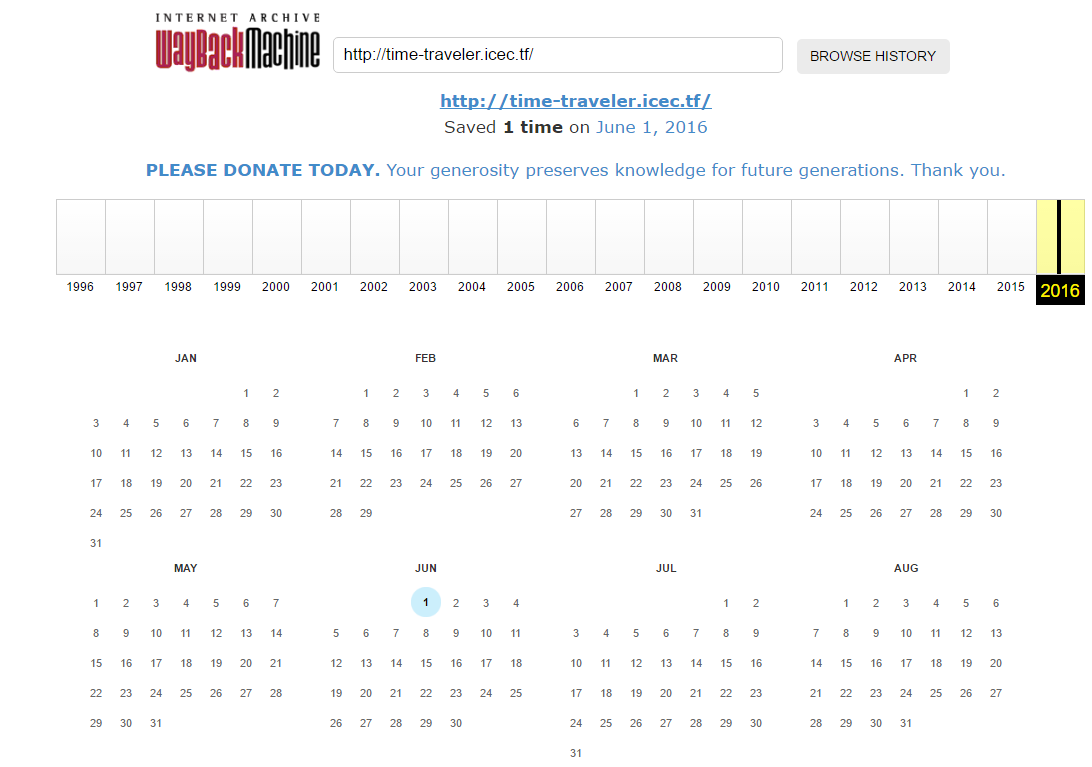 INTERNET ARCHIVE
WayBackMachine
http://time-traveler.icec.tf/
BROWSE HISTORY
http://time-traveler.icec.tf/
Saved 1 time on June 1, 2016
PLEASE DONATE TODAY. Your generosity preserves knowledge for future generations. Thank you.
1996 1997 1998 1999 2000 2001 2002 2003 2004 2005 2006 2007 2008 2009 2010 2011 2012 2013 2014 2015 2016
JAN
1 2
3 4 5 6 7 8 9
10 11 12 13 14 15 16
17 18 19 20 21 22 23
24 25 26 27 28 29 30
31
FEB
1 2 3 4 5 6
7 8 9 10 11 12 13
14 15 16 17 18 19 20
21 22 23 24 25 26 27
28 29
MAR
1 2 3 4 5
6 7 8 9 10 11 12
13 14 15 16 17 18 19
20 21 22 23 24 25 26
27 28 29 30 31
APR
1 2
3 4 5 6 7 8 9
10 11 12 13 14 15 16
17 18 19 20 21 22 23
24 25 26 27 28 29 30
MAY
1 2 3 4 5 6 7
8 9 10 11 12 13 14
15 16 17 18 19 20 21
22 23 24 25 26 27 28
29 30 31
JUN
1 2 3 4
5 6 7 8 9 10 11
12 13 14 15 16 17 18
19 20 21 22 23 24 25
26 27 28 29 30
JUL
1 2
3 4 5 6 7 8 9
10 11 12 13 14 15 16
17 18 19 20 21 22 23
24 25 26 27 28 29 30
31
AUG
1 2 3 4 5 6
7 8 9 10 11 12 13
14 15 16 17 18 19 20
21 22 23 24 25 26 27
28 29 30 31